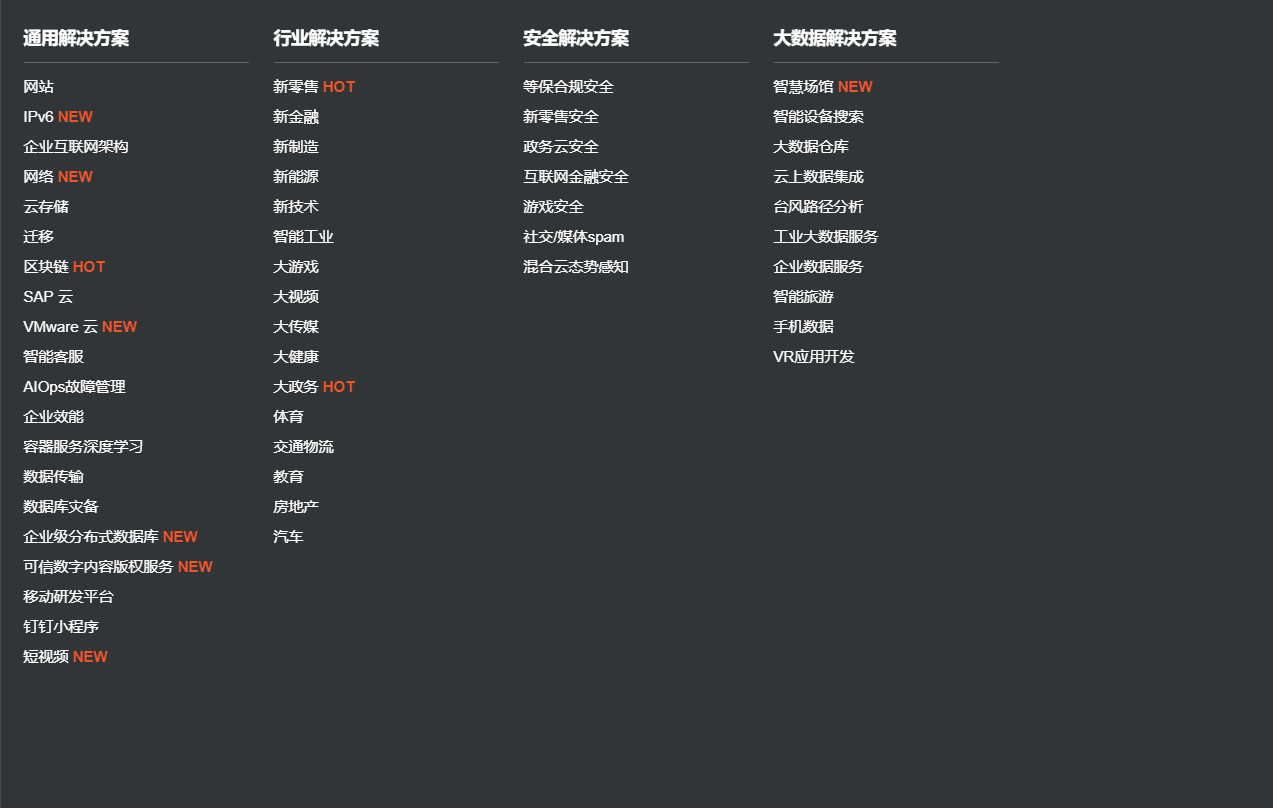 通用解决方案
网站
IPv6 NEW
企业互联网架构
网络 NEW
云存储
迁移
区块链 HOT
SAP 云
VMware 云 NEW
智能客服
AIOps故障管理
企业效能
容器服务深度学习
数据传输
数据库灾备
企业级分布式数据库 NEW
可信数字内容版权服务 NEW
移动研发平台
钉钉小程序
短视频 NEW
行业解决方案
新零售 HOT
新金融
新制造
新能源
新技术
智能工业
大游戏
大视频
大传媒
大健康
大政务 HOT
体育
交通物流
教育
房地产
汽车
安全解决方案
等保合规安全
新零售安全
政务云安全
互联网金融安全
游戏安全
社交/媒体spam
混合云态势感知
大数据解决方案
智慧场馆 NEW
智能设备搜索
大数据仓库
云上数据集成
台风路径分析
工业大数据服务
企业数据服务
智能旅游
手机数据
VR应用开发